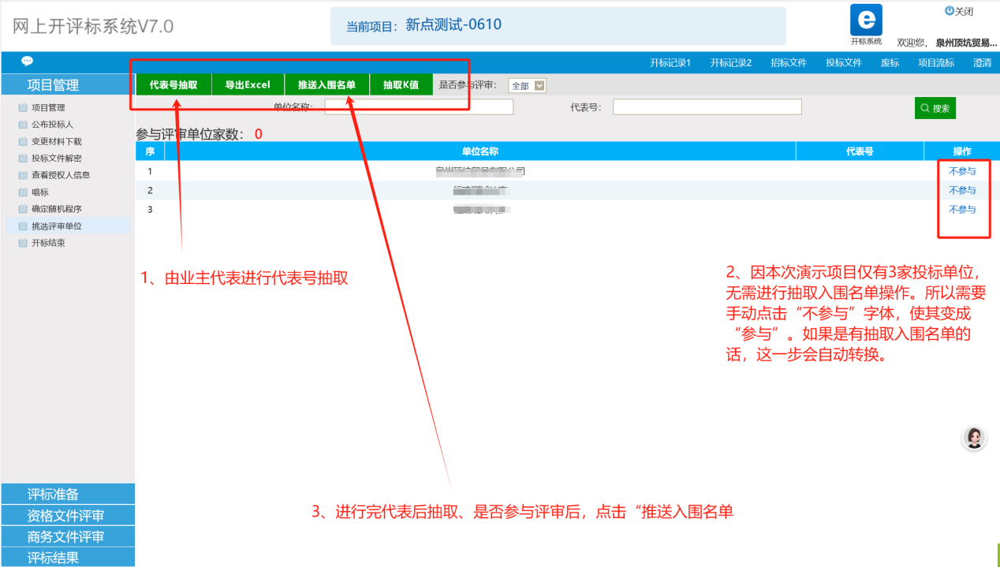 网上开评标系统V7.0
当前项目： 新点测试-0610
关闭
开标系统
欢迎您， 泉州顶坑贸易...
开标记录1 开标记录2 招标文件 投标文件 废标 项目流标 澄清
项目管理
代表号抽取 导出Excel 推送入围名单 抽取K值 是否参与评审： 全部
项目管理
单位名称： 代表号： 搜索
公布投标人
参与评审单位家数： 0
变更材料下载
序 单位名称 代表号 操作
投标文件解密
1 不参与
查看授权人信息
2 不参与
唱标
3 不参与
确定随机程序
挑选评审单位
开标结束
1、由业主代表进行代表号抽取
2、因本次演示项目仅有3家投标单位，
无需进行抽取入围名单操作。所以需要
手动点击“不参与”字体，使其变成
“参与”。如果是有抽取入围名单的
话，这一步会自动转换。
3、进行完代表后抽取、是否参与评审后，点击“推送入围名单
评标准备
资格文件评审
商务文件评审
评标结果